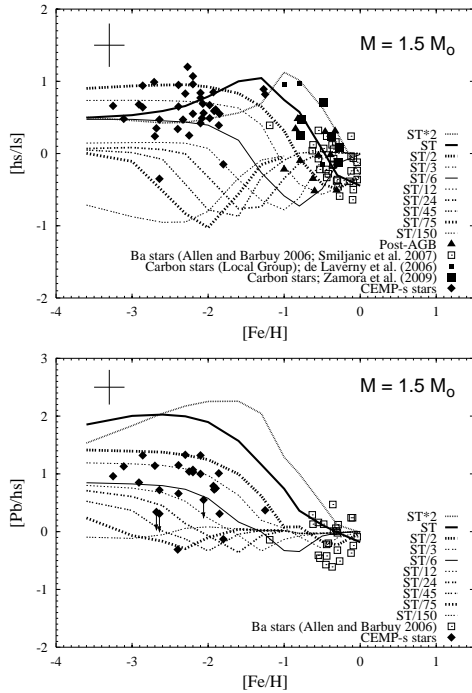 M = 1.5 M o
[hs/ls]
2
1
0
-1
-2
ST*2
ST
ST/2
ST/3
ST/6
ST/12
ST/24
ST/45
ST/75
ST/150
Post-AGB
Ba stars (Allen and Barbuy 2006; Smiljanic et al. 2007)
Carbon stars (Local Group); de Laverny et al. (2006)
Carbon stars; Zamora et al. (2009)
CEMP-s stars
-4 -3 -2 -1 0 1
[Fe/H]
M = 1.5 M o
[Pb/hs]
3
2
1
0
-1
-2
ST*2
ST
ST/2
ST/3
ST/6
ST/12
ST/24
ST/45
ST/75
ST/150
Ba stars (Allen and Barbuy 2006)
CEMP-s stars
-4 -3 -2 -1 0 1
[Fe/H]